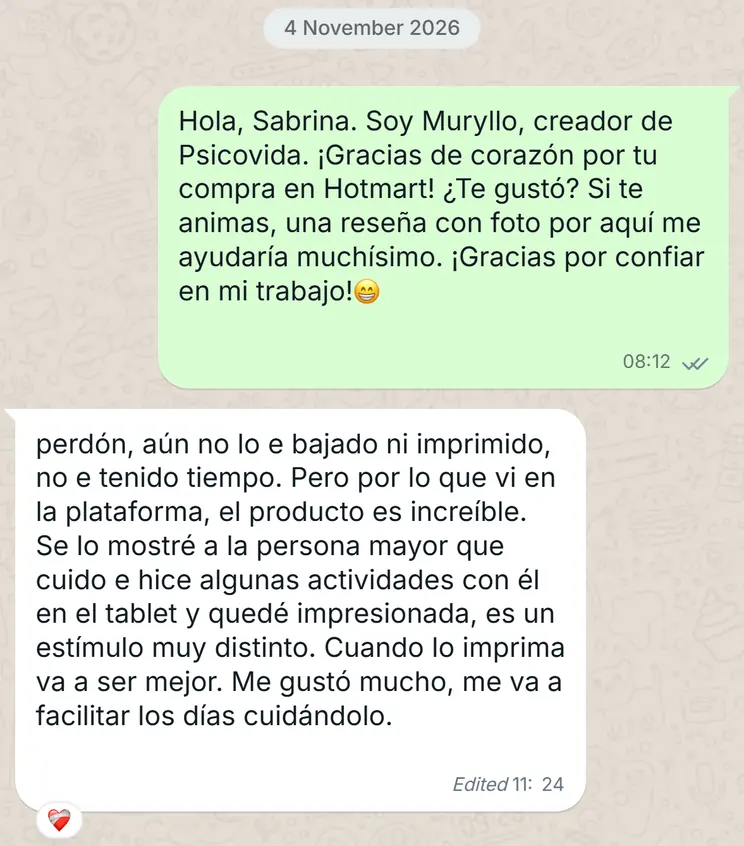 4 November 2026
Hola, Sabrina. Soy Muryllo, creador de
Psicovida. ¡Gracias de corazón por tu
compra en Hotmart! ¿Te gustó? Si te
animas, una reseña con foto por aquí me
ayudaría muchísimo. ¡Gracias por confiar
en mi trabajo!😁
08:12
perdón, aún no lo e bajado ni imprimido,
no e tenido tiempo. Pero por lo que vi en
la plataforma, el producto es increíble.
Se lo mostré a la persona mayor que
cuido e hice algunas actividades con él
en el tablet y quedé impresionada, es un
estímulo muy distinto. Cuando lo imprima
va a ser mejor. Me gustó mucho, me va a
facilitar los días cuidándolo.
Edited 11: 24